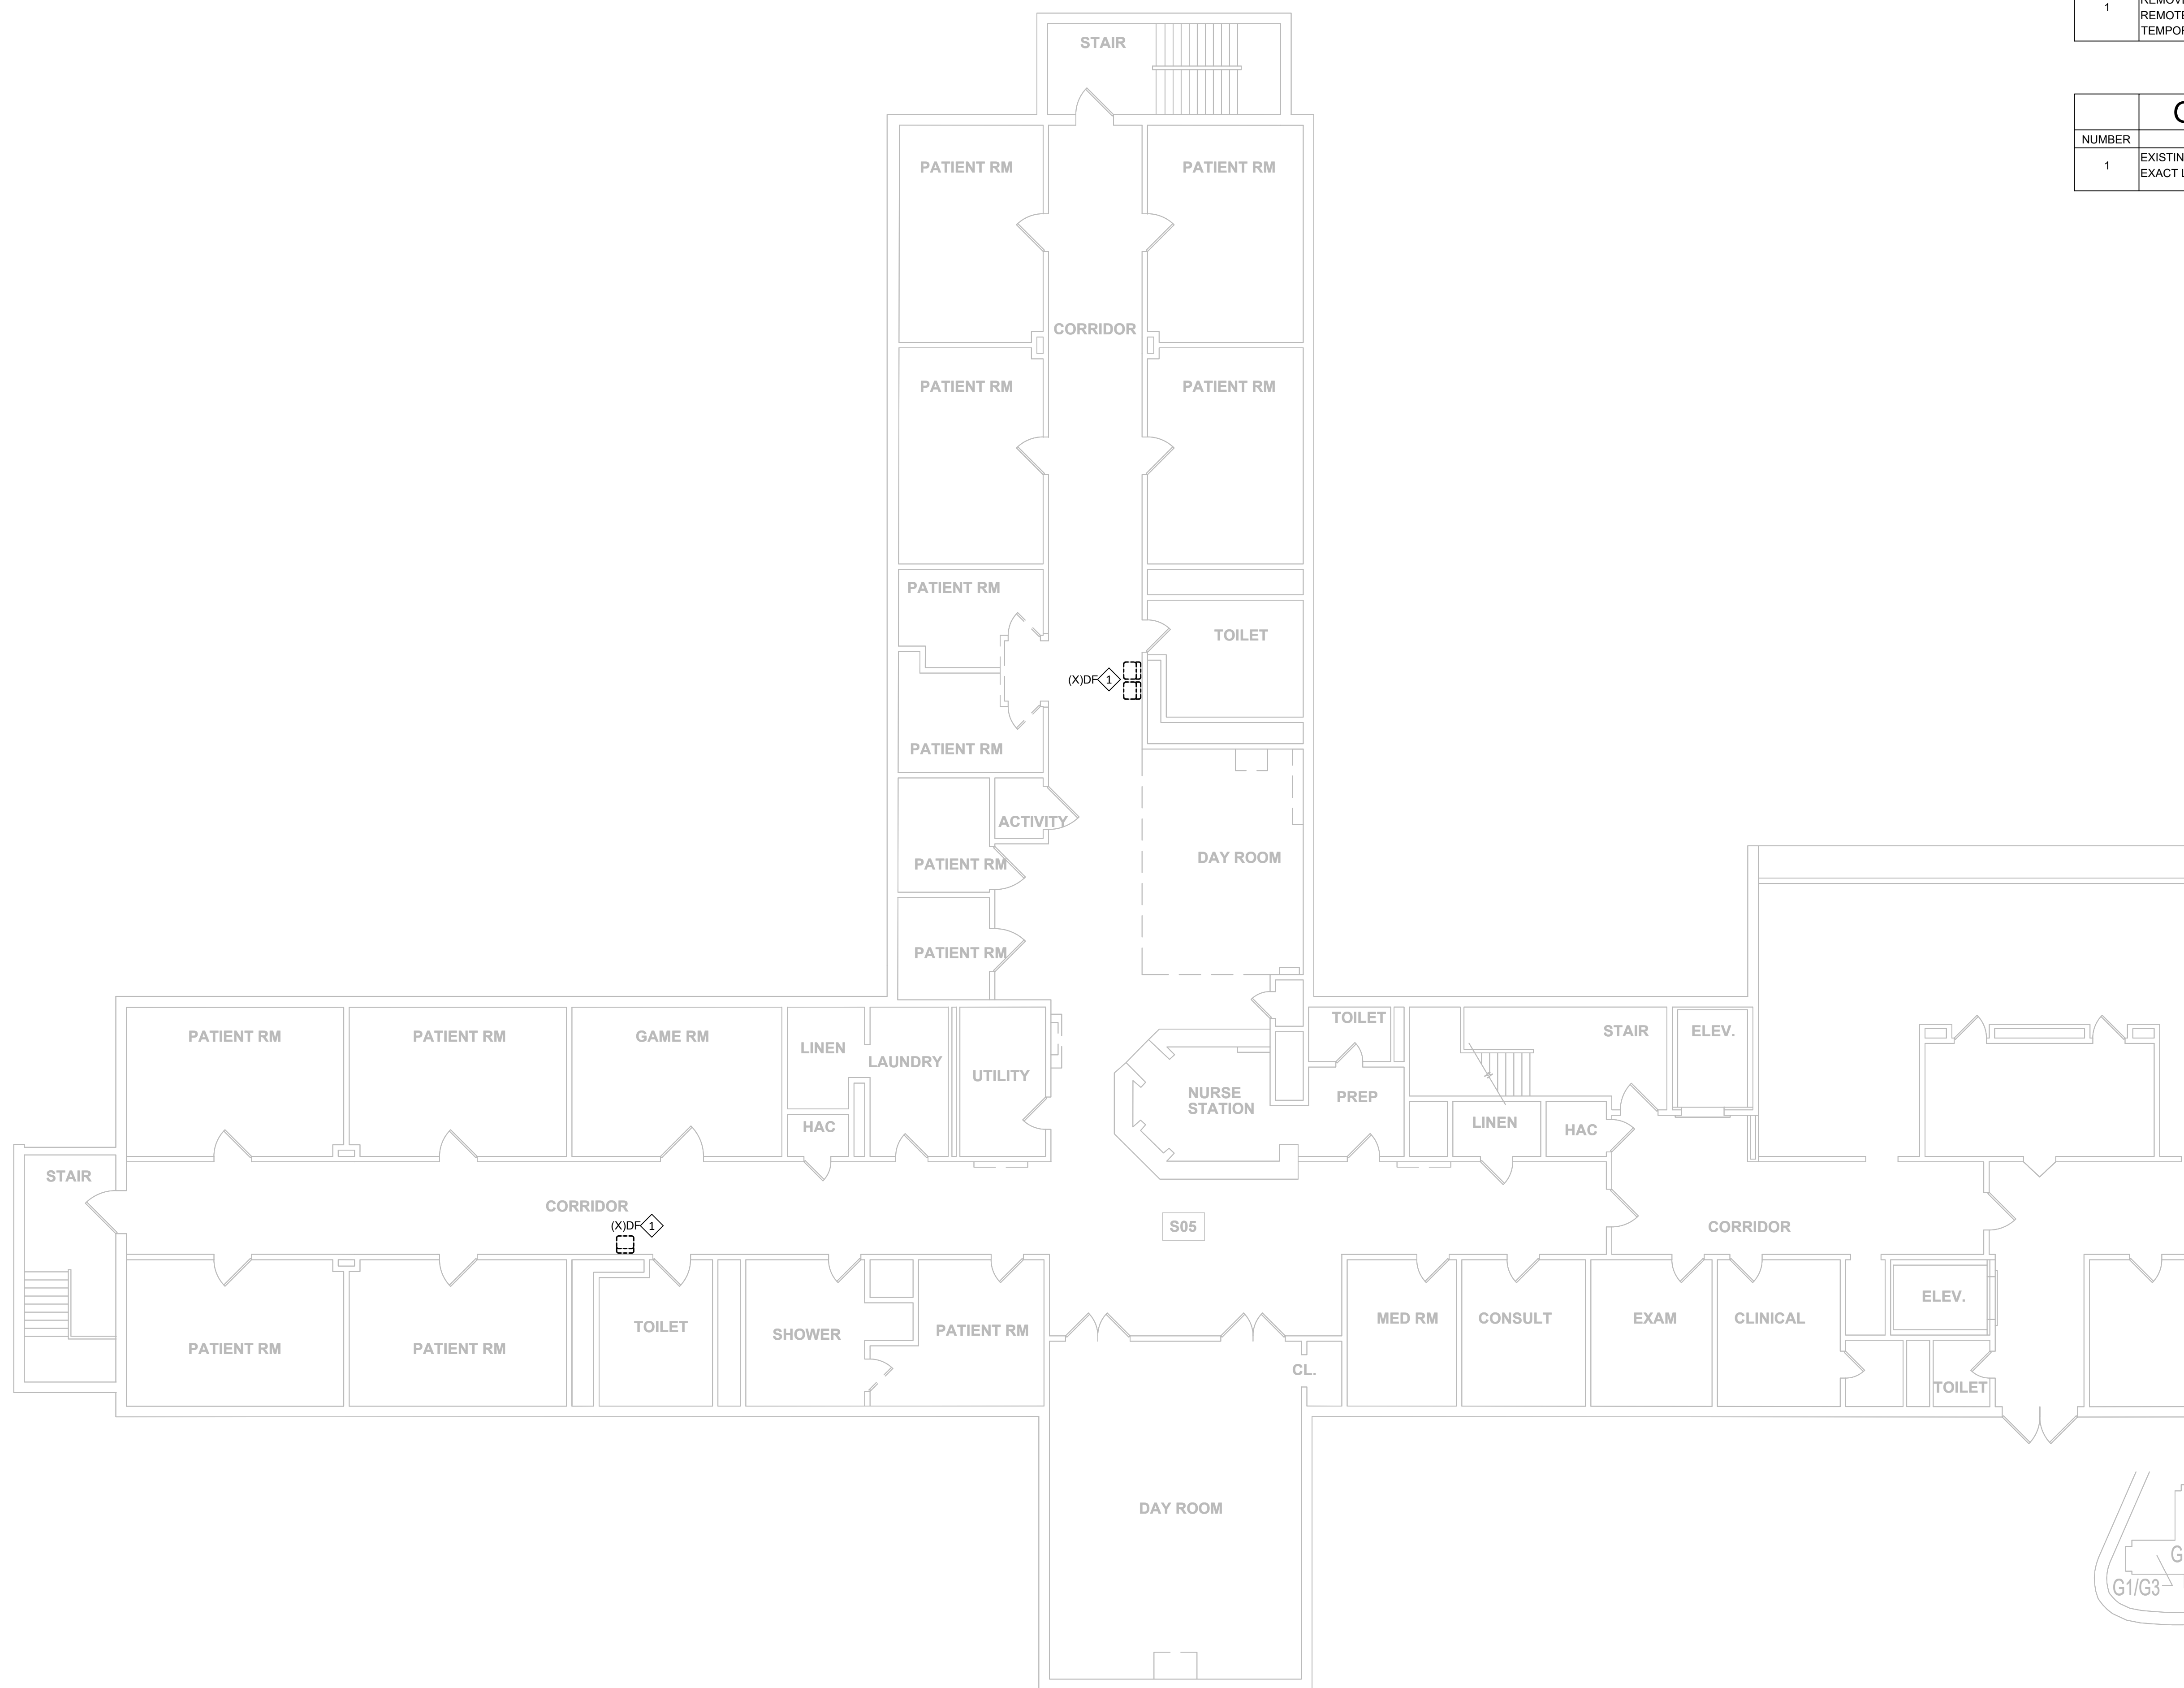 REMOTE
1
STAIR
NUMBER
1
PATIENT RM
PATIENT RM
CORRIDOR
PATIENT RM
PATIENT RM
PATIENT RM
TOILET
(X)DF 1
PATIENT RM
ACTIVITY
DAY ROOM
PATIENT RM
PATIENT RM
TOILET
PATIENT RM
PATIENT RM
GAME RM
STAIR
ELEV.
LINEN
LAUNDRY
UTILITY
NURSE
STATION
PREP
HAC
LINEN
HAC
STAIR
CORRIDOR
(X)DF 1
S05
CORRIDOR
ELEV.
MED RM
CONSULT
EXAM
CLINICAL
TOILET
SHOWER
PATIENT RM
PATIENT RM
PATIENT RM
CL.
TOILET
DAY ROOM
G1/G3